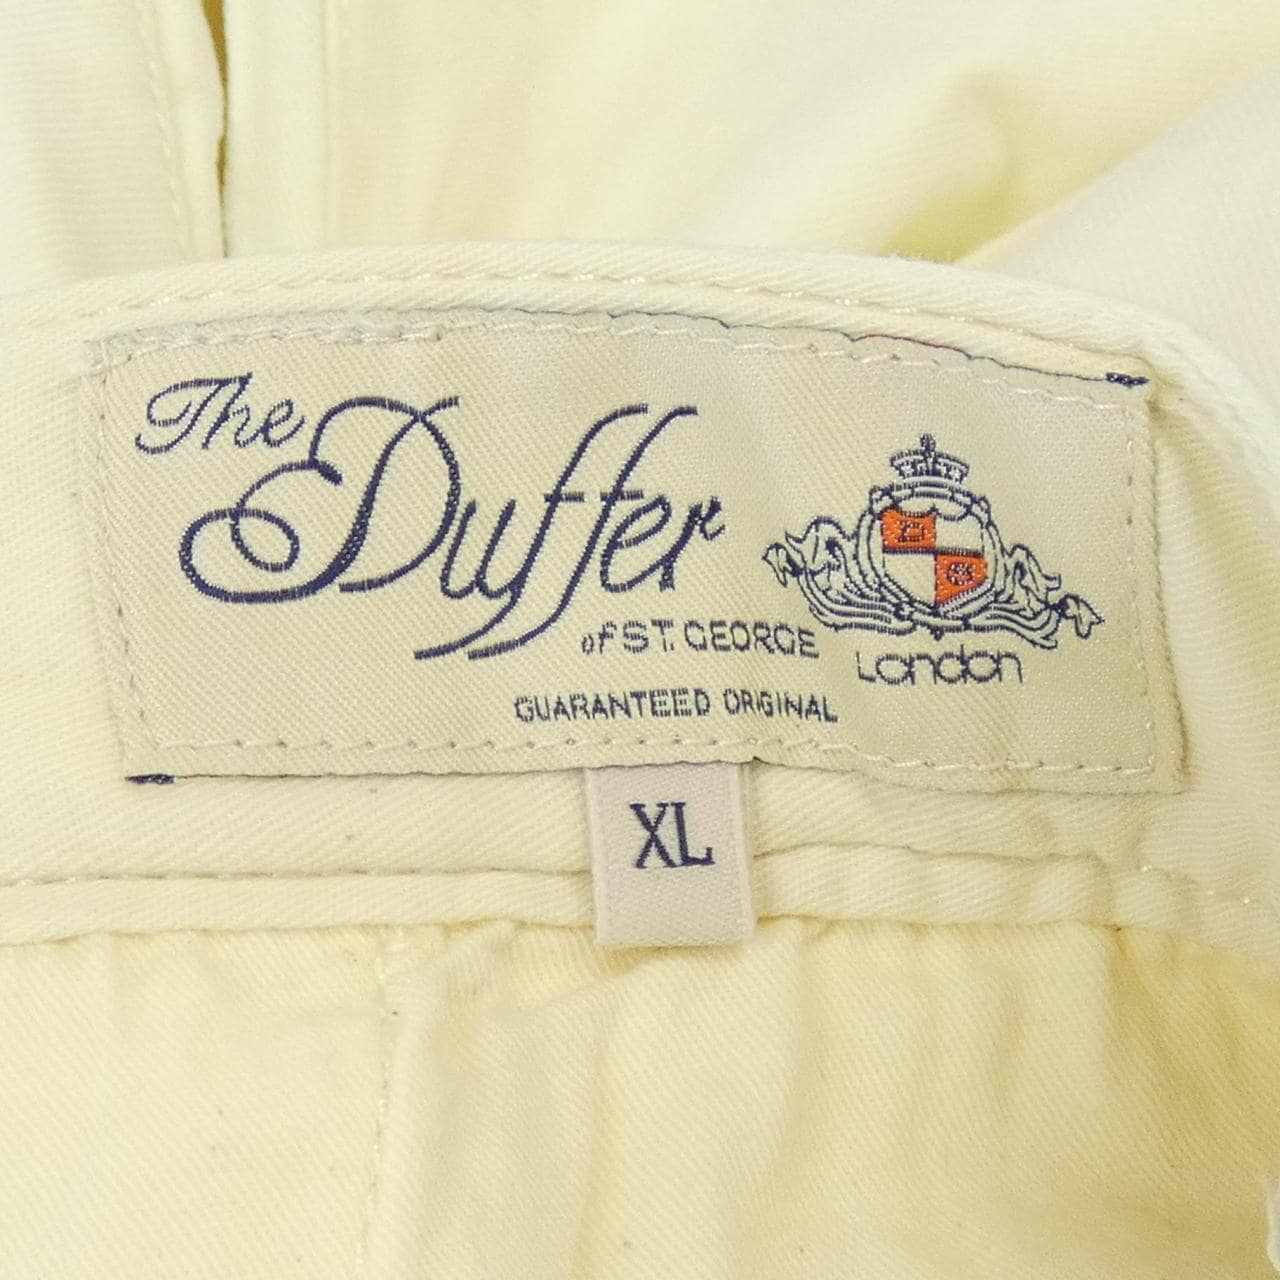 The Duffer
of ST. GEORGE
GUARANTEED ORIGINAL
D
G
London
XL